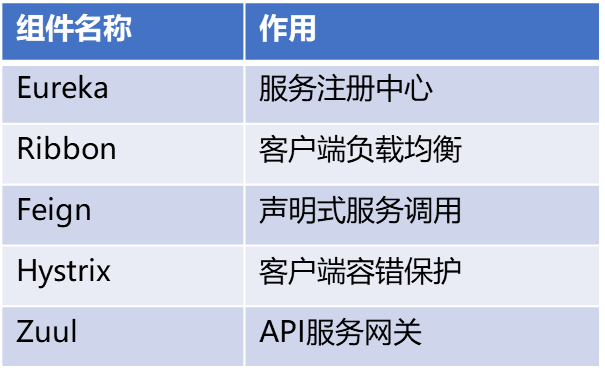 组件名称 作用
Eureka 服务注册中心
Ribbon 客户端负载均衡
Feign 声明式服务调用
Hystrix 客户端容错保护
Zuul API服务网关